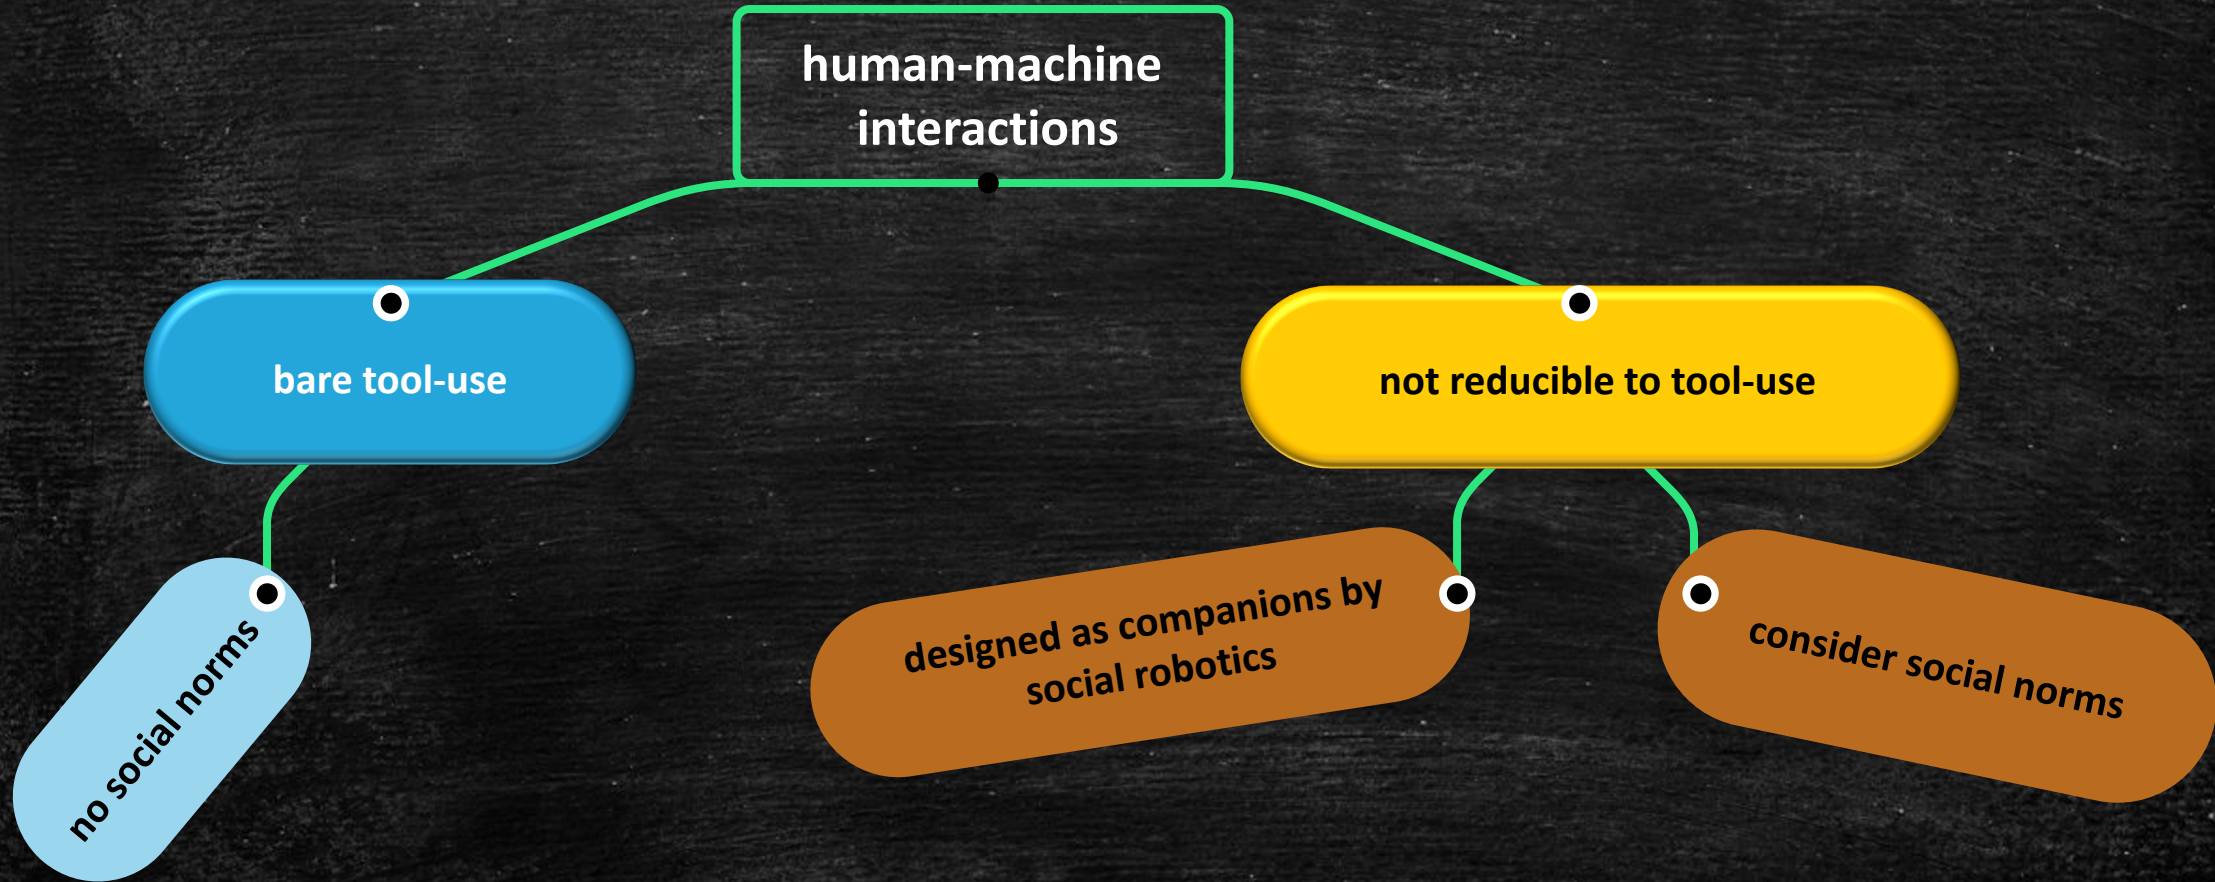 human-machine
interactions
bare tool-use
not reducible to tool-use
no social norms
designed as companions by
social robotics
consider social norms